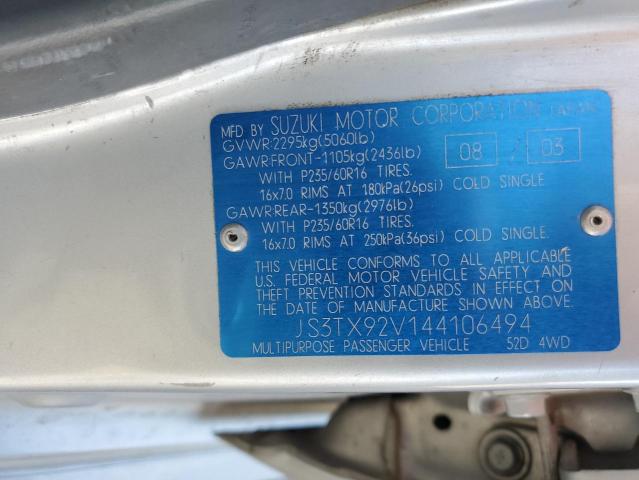 MFD BY SUZUKI MOTOR CORPORATION JAPAN
GVWR:2295kg(5060lb)
GAWR:FRONT-1105kg(2436lb) 08 / 03
WITH P235/60R16 TIRES.
16x7.0 RIMS AT 180kPa(26psi) COLD SINGLE.
GAWR:REAR-1350kg(2976lb)
WITH P235/60R16 TIRES.
16x7.0 RIMS AT 250kPa(36psi) COLD SINGLE.
THIS VEHICLE CONFORMS TO ALL APPLICABLE
U.S. FEDERAL MOTOR VEHICLE SAFETY AND
THEFT PREVENTION STANDARDS IN EFFECT ON
THE DATE OF MANUFACTURE SHOWN ABOVE.
JS3TX92V144106494
MULTIPURPOSE PASSENGER VEHICLE 52D 4WD